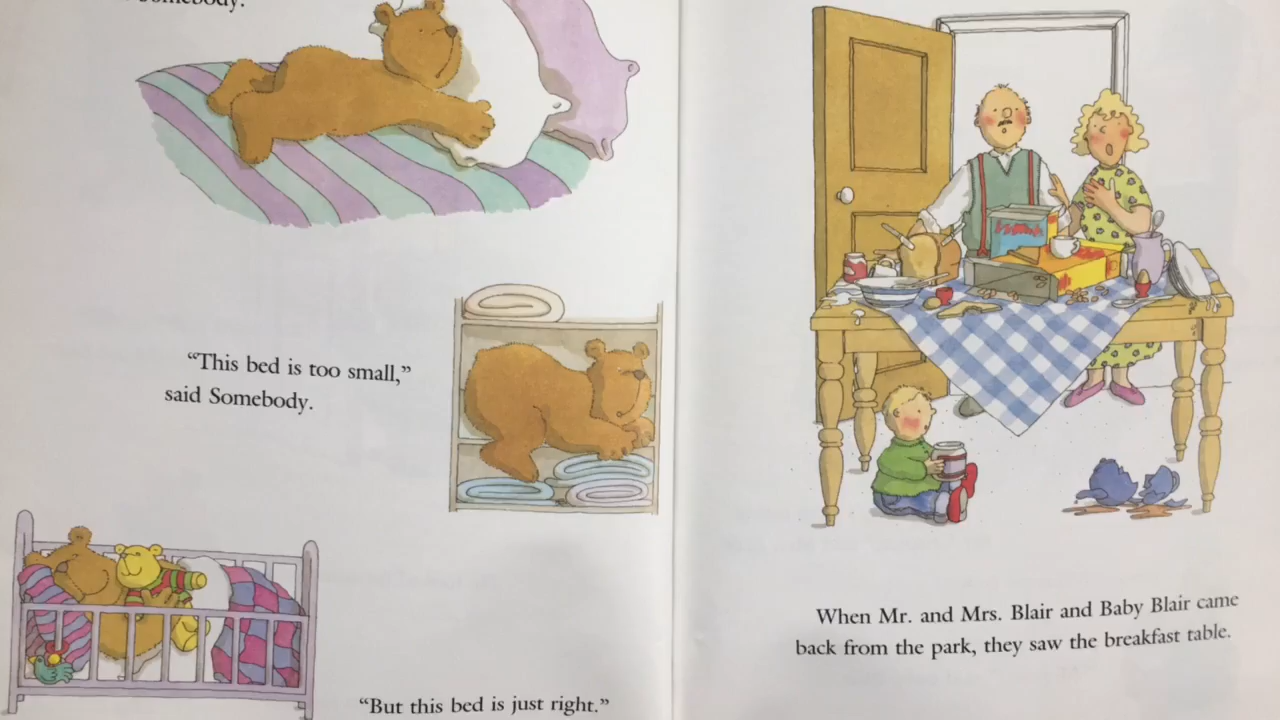 Somebody.
“This bed is too small,”
said Somebody.
“But this bed is just right.”
When Mr. and Mrs. Blair and Baby Blair came
back from the park, they saw the breakfast table.